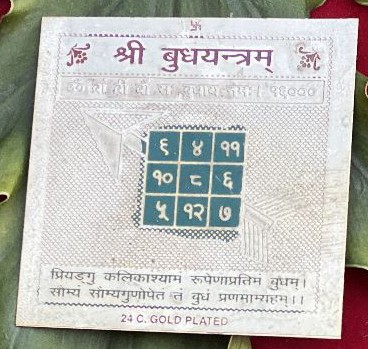 श्री बुधयन्त्रम्
ॐ ब्रां ब्रीं ब्रौं सः बुधाय नमः।
९ ४ ११
१० ८ ६
५ १२ ७
प्रियङ्गु कलिकाश्याम रूपेणाप्रतिमं बुधम्।
सौम्यं सौम्यगुणोपेतं तं बुधं प्रणमाम्यहम्।।
24 C. GOLD PLATED